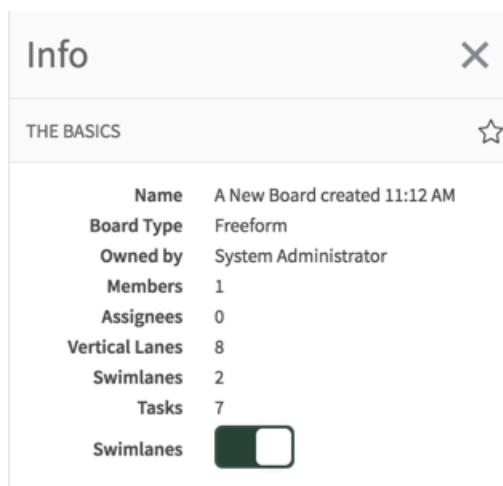 Info
THE BASICS
Name A New Board created 11:12 AM
Board Type Freeform
Owned by System Administrator
Members 1
Assignees 0
Vertical Lanes 8
Swimlanes 2
Tasks 7
Swimlanes